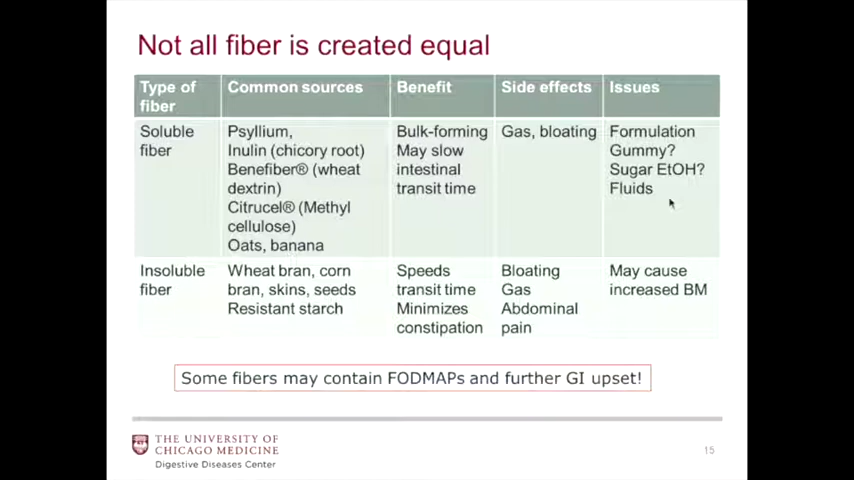 Not all fiber is created equal
Type of fiber
Common sources
Benefit
Side effects
Issues
Soluble
fiber
Psyllium,
Inulin (chicory root)
Benefiber® (wheat
dextrin)
Citrucel® (Methyl
cellulose)
Oats, banana
Bulk-forming
May slow
intestinal
transit time
Gas, bloating
Formulation
Gummy?
Sugar EtOH?
Fluids
Insoluble
fiber
Wheat bran, corn
bran, skins, seeds
Resistant starch
Speeds
transit time
Minimizes
constipation
Bloating
Gas
Abdominal
pain
May cause
increased BM
Some fibers may contain FODMAPs and further GI upset!
THE UNIVERSITY OF
CHICAGO MEDICINE
Digestive Diseases Center
15